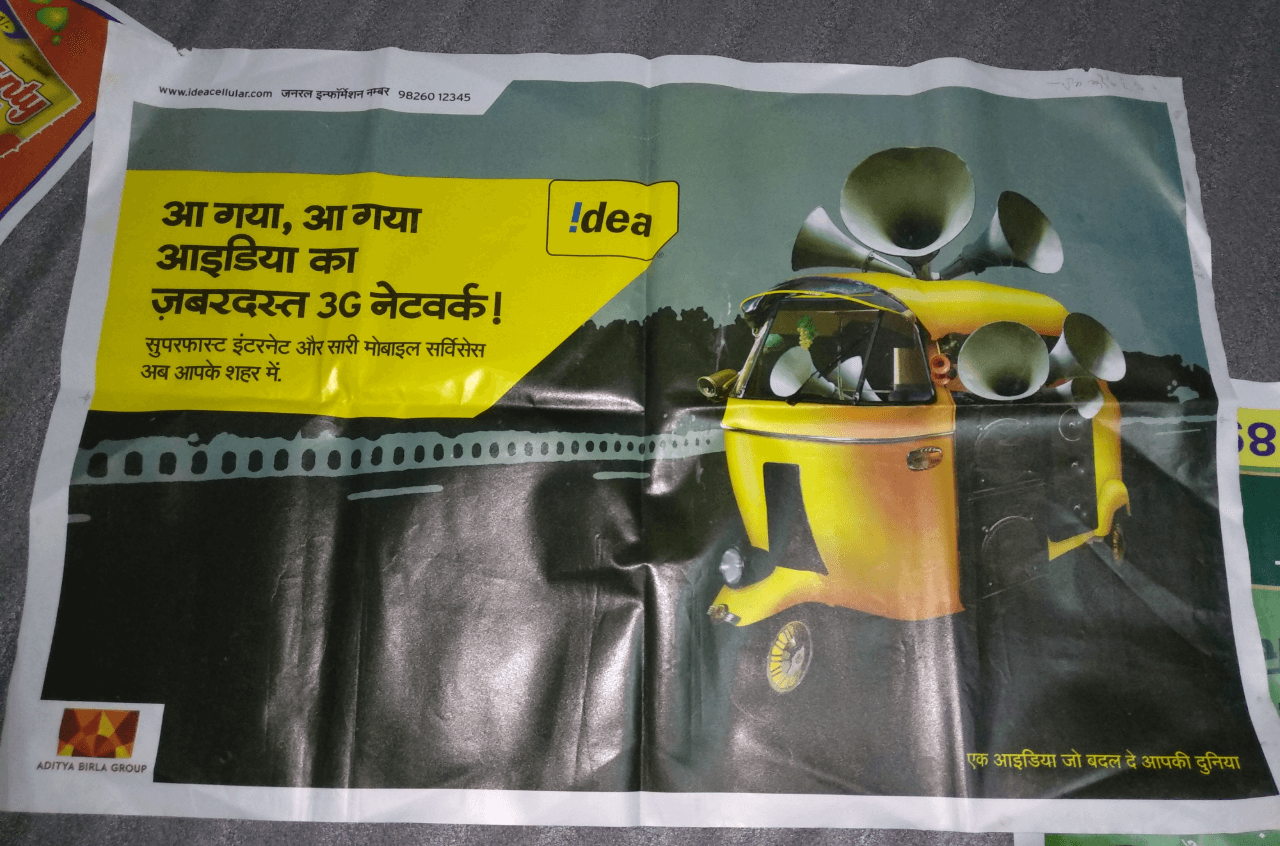 www.ideacellular.com जनरल इन्फॉर्मेशन नम्बर 98260 12345
आ गया, आ गया
आइडिया का
ज़बरदस्त 3G नेटवर्क!
सुपरफास्ट इंटरनेट और सारी मोबाइल सर्विसेस
अब आपके शहर में.
!dea
ADITYA BIRLA GROUP
एक आइडिया जो बदल दे आपकी दुनिया
68